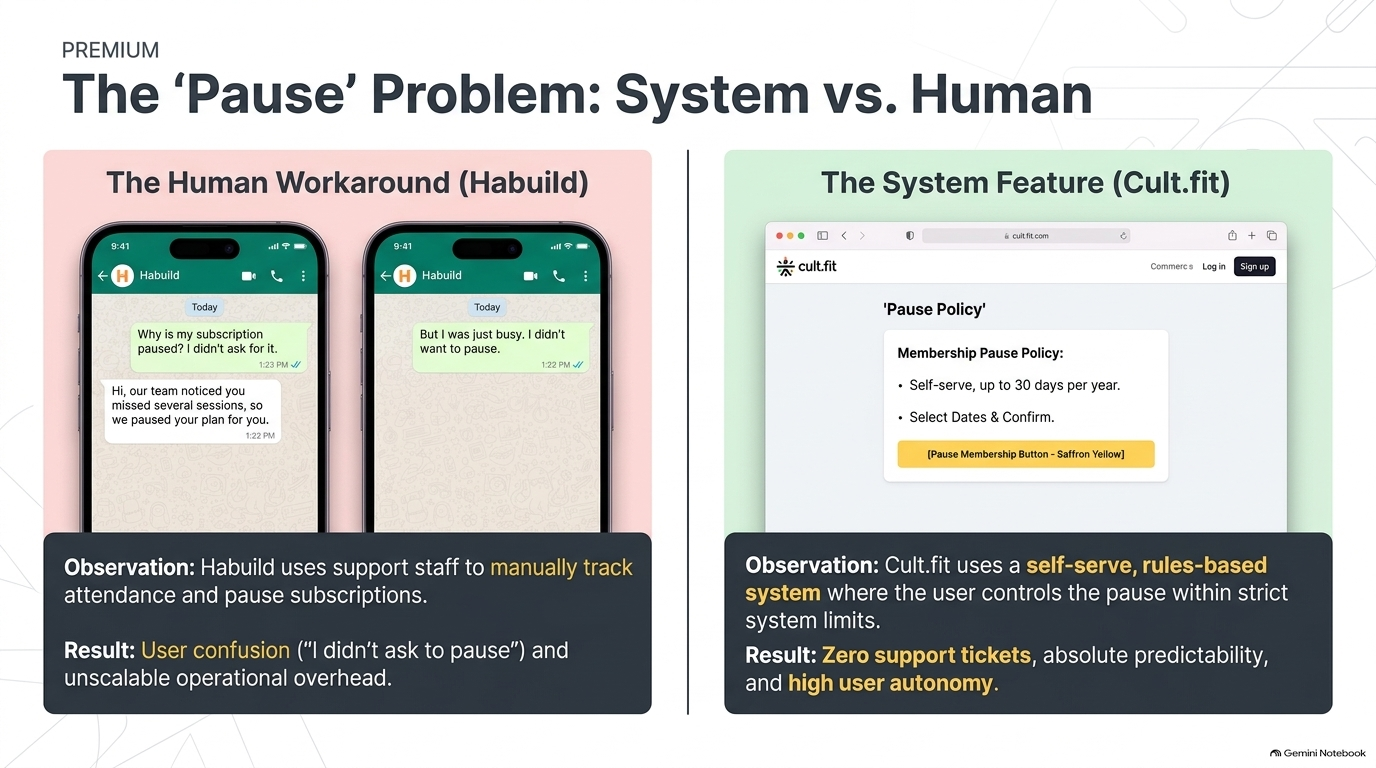 PREMIUM
The ‘Pause’ Problem: System vs. Human
The Human Workaround (Habuild)
9:41
H
Habuild
Today
Why is my subscription
paused? I didn't ask for it.
1:23 PM
Hi, our team noticed you
missed several sessions, so
we paused your plan for you.
1:22 PM
9:41
H
Habuild
Today
But I was just busy. I didn't
want to pause.
1:22 PM
Observation: Habuild uses support staff to manually track
attendance and pause subscriptions.
Result: User confusion (“I didn’t ask to pause”) and
unscalable operational overhead.
The System Feature (Cult.fit)
cultfit.com
cult.fit
Commerc s Log in Sign up
'Pause Policy'
Membership Pause Policy:
• Self-serve, up to 30 days per year.
• Select Dates & Confirm.
[Pause Membership Button - Saffron Yeilow]
Observation: Cult.fit uses a self-serve, rules-based
system where the user controls the pause within strict
system limits.
Result: Zero support tickets, absolute predictability,
and high user autonomy.
Gemini Notebook